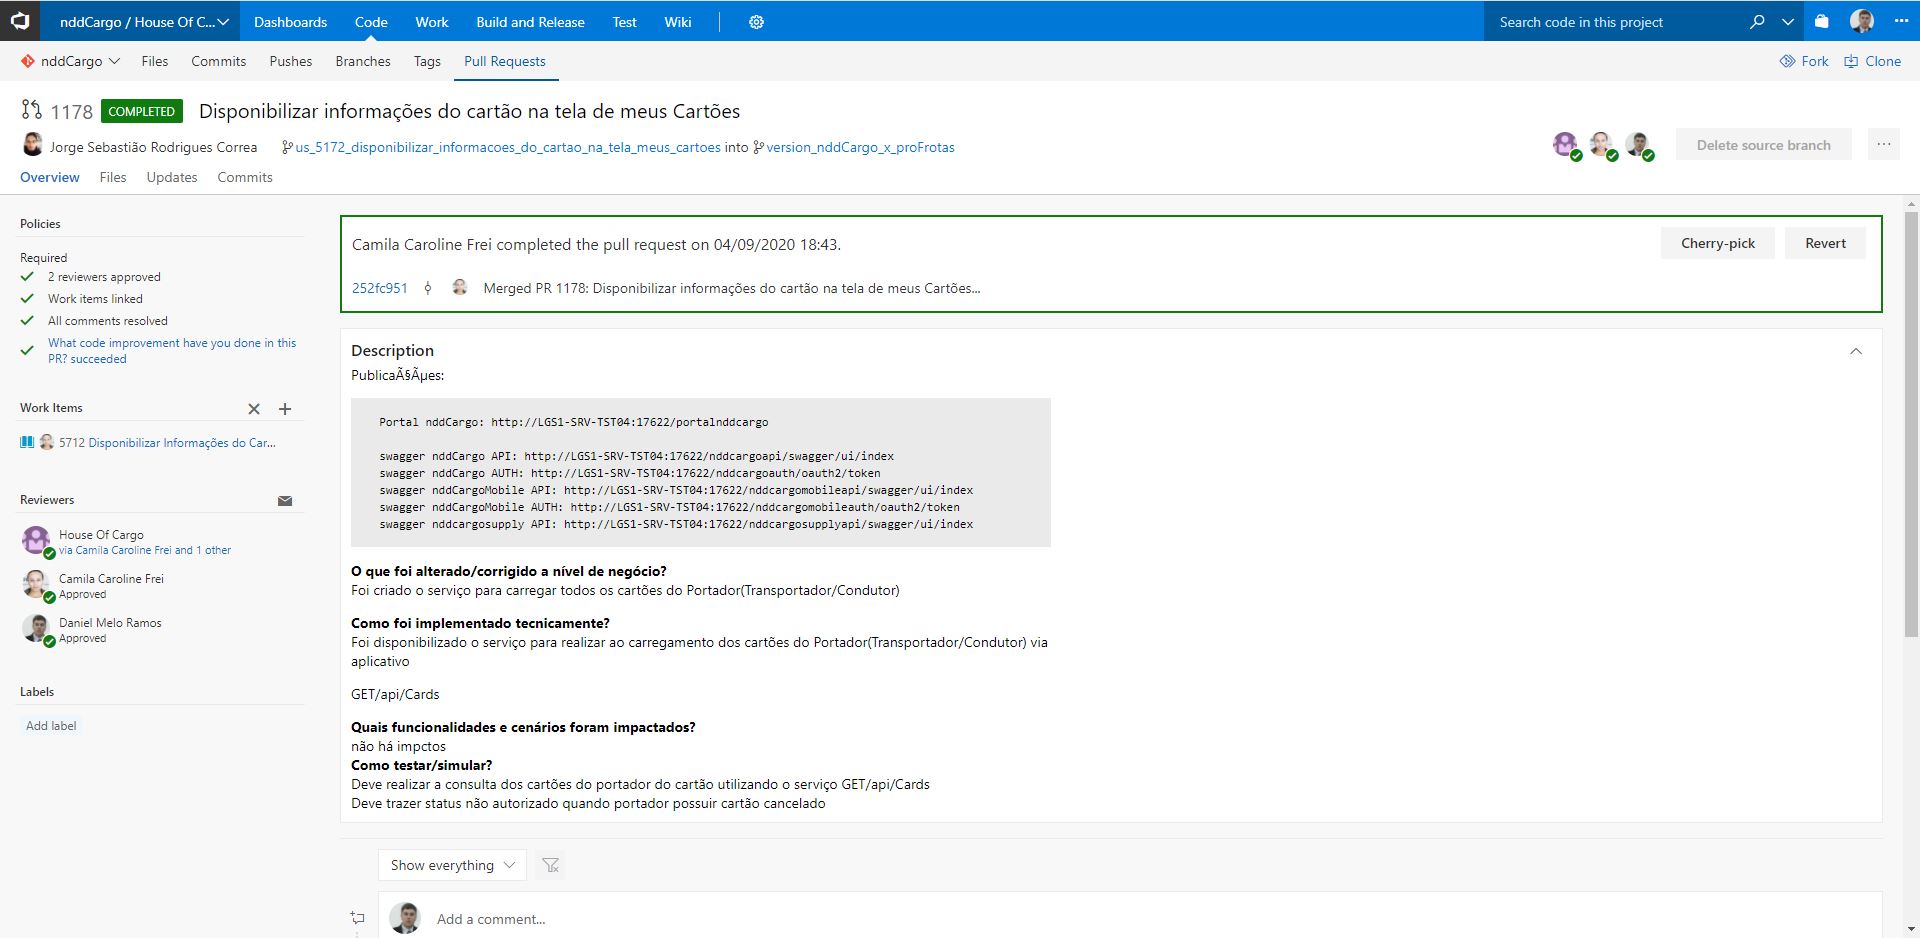 nddCargo / House Of C...
Dashboards
Code
Work
Build and Release
Test
Wiki
Search code in this project
nddCargo
Files
Commits
Pushes
Branches
Tags
Pull Requests
Fork
Clone
1178
COMPLETED
Disponibilizar informações do cartão na tela de meus Cartões
Jorge Sebastião Rodrigues Correa
us_5172_disponibilizar_informacoes_do_cartao_na_tela_meus_cartoes into version_nddCargo_x_proFrotas
Delete source branch
...
Overview
Files
Updates
Commits
Policies
Required
2 reviewers approved
Work items linked
All comments resolved
What code improvement have you done in this
PR? succeeded
Work Items
5712 Disponibilizar Informações do Car...
Reviewers
House Of Cargo
via Camila Caroline Frei and 1 other
Camila Caroline Frei
Approved
Daniel Melo Ramos
Approved
Labels
Add label
Camila Caroline Frei completed the pull request on 04/09/2020 18:43.
Cherry-pick
Revert
252fc951
Merged PR 1178: Disponibilizar informações do cartão na tela de meus Cartões...
Description
PublicaÃ§Ãµes:
Portal nddCargo: http://LGS1-SRV-TST04:17622/portalnddcargo
swagger nddCargo API: http://LGS1-SRV-TST04:17622/nddcargoapi/swagger/ui/index
swagger nddCargo AUTH: http://LGS1-SRV-TST04:17622/nddcargoauth/oauth2/token
swagger nddCargoMobile API: http://LGS1-SRV-TST04:17622/nddcargomobileapi/swagger/ui/index
swagger nddCargoMobile AUTH: http://LGS1-SRV-TST04:17622/nddcargomobileauth/oauth2/token
swagger nddcargosupply API: http://LGS1-SRV-TST04:17622/nddcargosupplyapi/swagger/ui/index
O que foi alterado/corrigido a nível de negócio?
Foi criado o serviço para carregar todos os cartões do Portador(Transportador/Condutor)
Como foi implementado tecnicamente?
Foi disponibilizado o serviço para realizar ao carregamento dos cartões do Portador(Transportador/Condutor) via
aplicativo
GET/api/Cards
Quais funcionalidades e cenários foram impactados?
não há impctos
Como testar/simular?
Deve realizar a consulta dos cartões do portador do cartão utilizando o serviço GET/api/Cards
Deve trazer status não autorizado quando portador possuir cartão cancelado
Show everything
Add a comment...